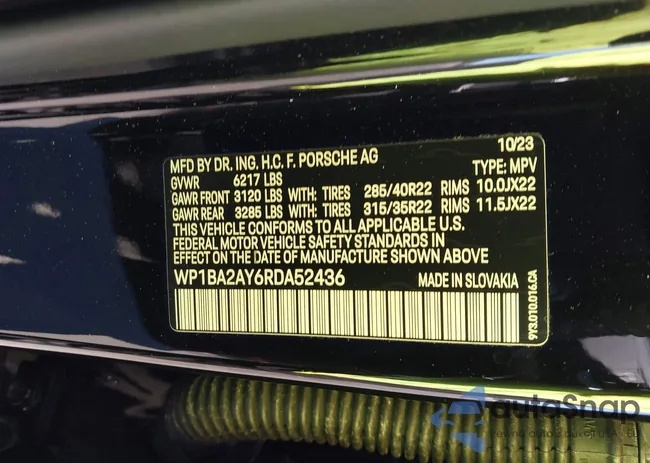 10/23
MFD BY DR. ING. H.C. F. PORSCHE AG
GVWR 6217 LBS TYPE: MPV
GAWR FRONT 3120 LBS WITH: TIRES 285/40R22 RIMS 10.0JX22
GAWR REAR 3285 LBS WITH: TIRES 315/35R22 RIMS 11.5JX22
THIS VEHICLE CONFORMS TO ALL APPLICABLE U.S.
FEDERAL MOTOR VEHICLE SAFETY STANDARDS IN
EFFECT ON THE DATE OF MANUFACTURE SHOWN ABOVE
WP1BA2AY6RDA52436 MADE IN SLOVAKIA
9Y3.010.016.CA
autoSnap